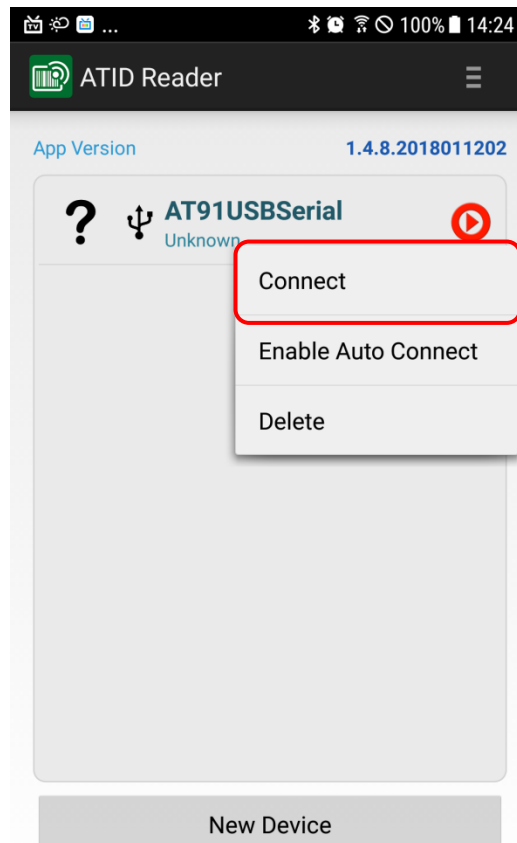 ... 100% 14:24
ATID Reader
App Version 1.4.8.2018011202
? AT91USBSerial
Unknown
Connect
Enable Auto Connect
Delete
New Device